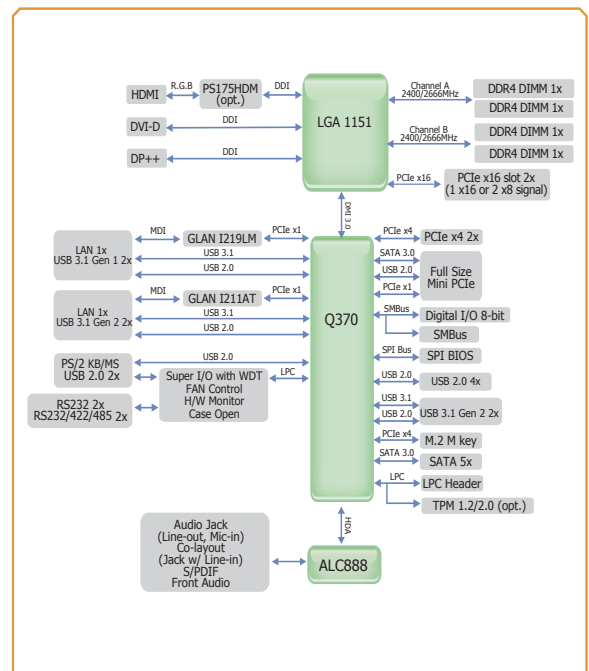 HDMI
R.G.B
PS175HDM
(opt.)
DDI
DVI-D
DDI
DP++
DDI
LGA 1151
Channel A
2400/2666MHz
DDR4 DIMM 1x
DDR4 DIMM 1x
Channel B
2400/2666MHz
DDR4 DIMM 1x
DDR4 DIMM 1x
PCIe x16
PCIe x16 slot 2x
(1 x16 or 2 x8 signal)
DMI 3.0
LAN 1x
USB 3.1 Gen 1 2x
MDI
GLAN I219LM
PCIe x1
USB 3.1
USB 2.0
LAN 1x
USB 3.1 Gen 2 2x
MDI
GLAN I211AT
PCIe x1
USB 3.1
USB 2.0
PS/2 KB/MS
USB 2.0 2x
USB 2.0
Super I/O with WDT
FAN Control
H/W Monitor
Case Open
LPC
RS232 2x
RS232/422/485 2x
Q370
PCIe x4
PCIe x4 2x
SATA 3.0
USB 2.0
PCIe x1
Full Size
Mini PCIe
SMBus
Digital I/O 8-bit
SMBus
SPI Bus
SPI BIOS
USB 2.0
USB 2.0 4x
USB 3.1
USB 2.0
USB 3.1 Gen 2 2x
PCIe x4
M.2 M key
SATA 3.0
SATA 5x
LPC
LPC Header
TPM 1.2/2.0 (opt.)
HDA
Audio Jack
(Line-out, Mic-in)
Co-layout
(Jack w/ Line-in)
S/PDIF
Front Audio
ALC888